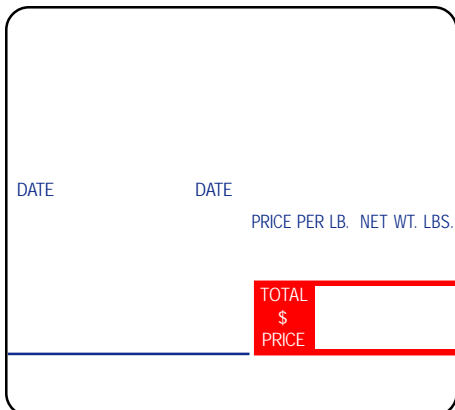 DATE DATE
PRICE PER LB. NET WT. LBS.
TOTAL
$
PRICE